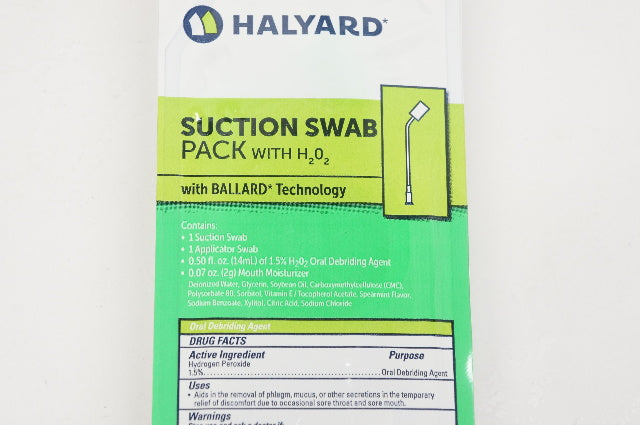 HALYARD*
SUCTION SWAB
PACK WITH H₂O₂
with BALLARD* Technology
Contains:
• 1 Suction Swab
• 1 Applicator Swab
• 0.50 fl. oz. (14mL) of 1.5% H₂O₂ Oral Debriding Agent
• 0.07 oz. (2g) Mouth Moisturizer
Deionized Water, Glycerin, Soybean Oil, Carboxymethylcellulose (CMC),
Polysorbate 80, Sorbitol, Vitamin E / Tocopherol Acetate, Spearmint Flavor,
Sodium Benzoate, Xylitol, Citric Acid, Sodium Chloride
Oral Debriding Agent
DRUG FACTS
Active Ingredient Purpose
Hydrogen Peroxide
1.5%........................................Oral Debriding Agent
Uses
• Aids in the removal of phlegm, mucus, or other secretions in the temporary
relief of discomfort due to occasional sore throat and sore mouth.
Warnings